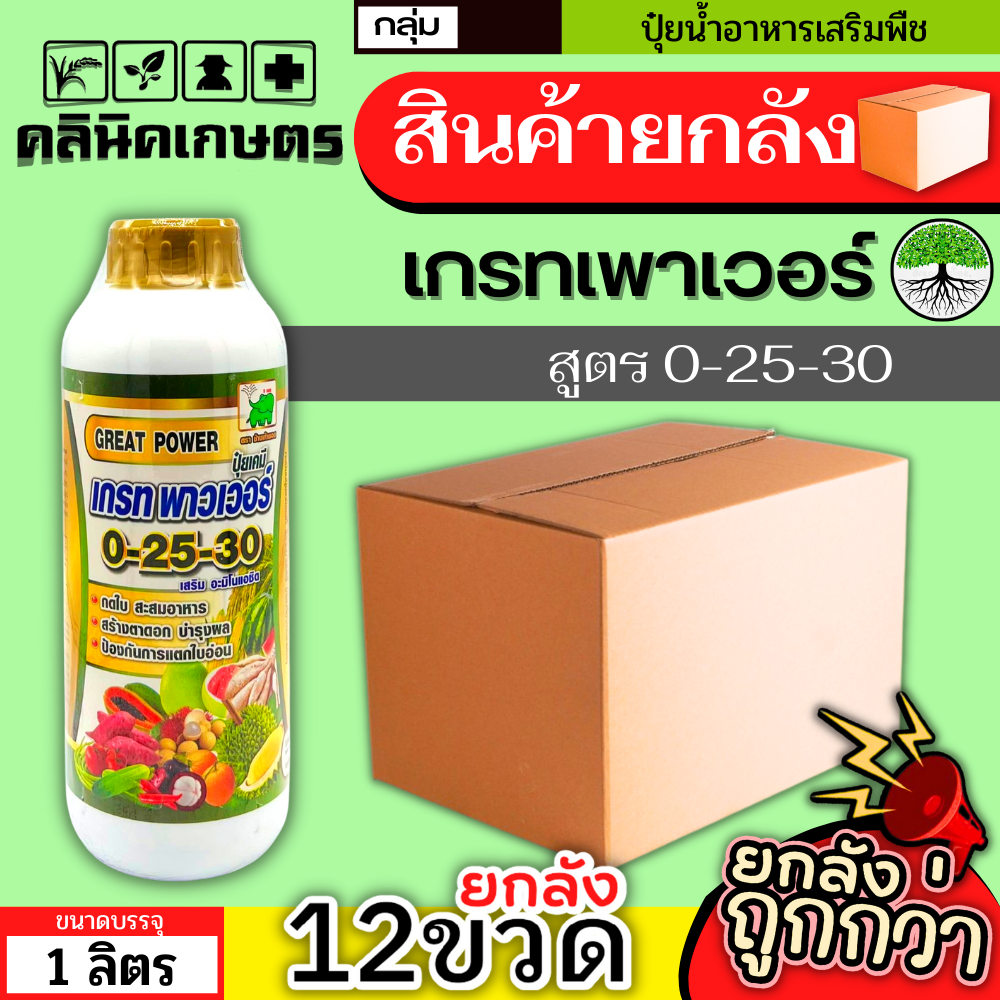 กลุ่ม
ปุ๋ยน้ำอาหารเสริมพืช
คลินิคเกษตร
สินค้ายกลัง
เกรทเพาเวอร์
สูตร 0-25-30
GREAT POWER
ปุ๋ยเคมี
เกรท พาวเวอร์
0-25-30
เสริม อะมิโนแอซิด
กดใบ สะสมอาหาร
สร้างตาดอก บำรุงผล
ป้องกันการแตกใบอ่อน
ขนาดบรรจุ
1 ลิตร
ยกลัง
12ขวด
ยกลัง
ถูกกว่า